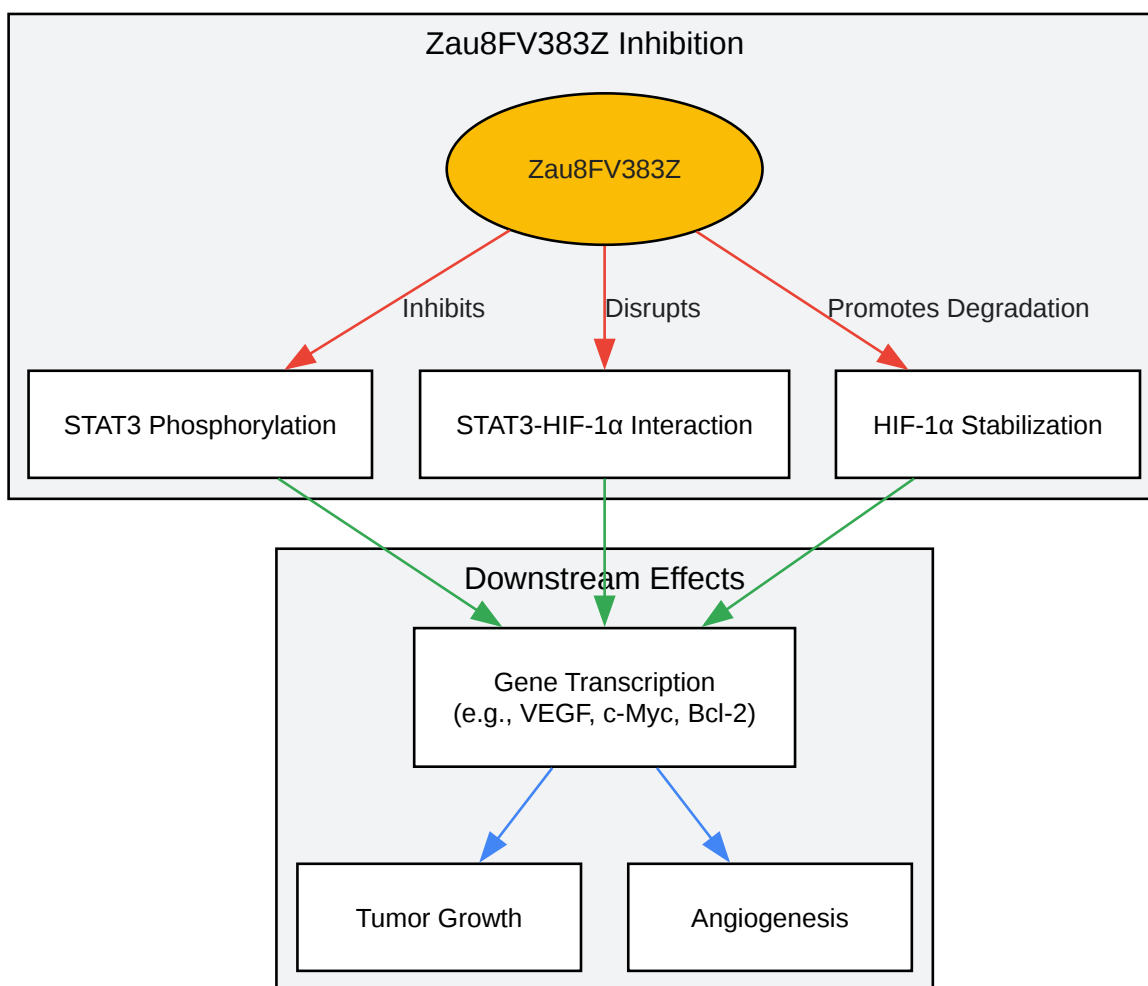 Zau8FV383Z Inhibition
Zau8FV383Z
Inhibits
Disrupts
Promotes Degradation
STAT3 Phosphorylation
STAT3-HIF-1α Interaction
HIF-1α Stabilization
Downstream Effects
Gene Transcription
(e.g., VEGF, c-Myc, Bcl-2)
Tumor Growth
Angiogenesis